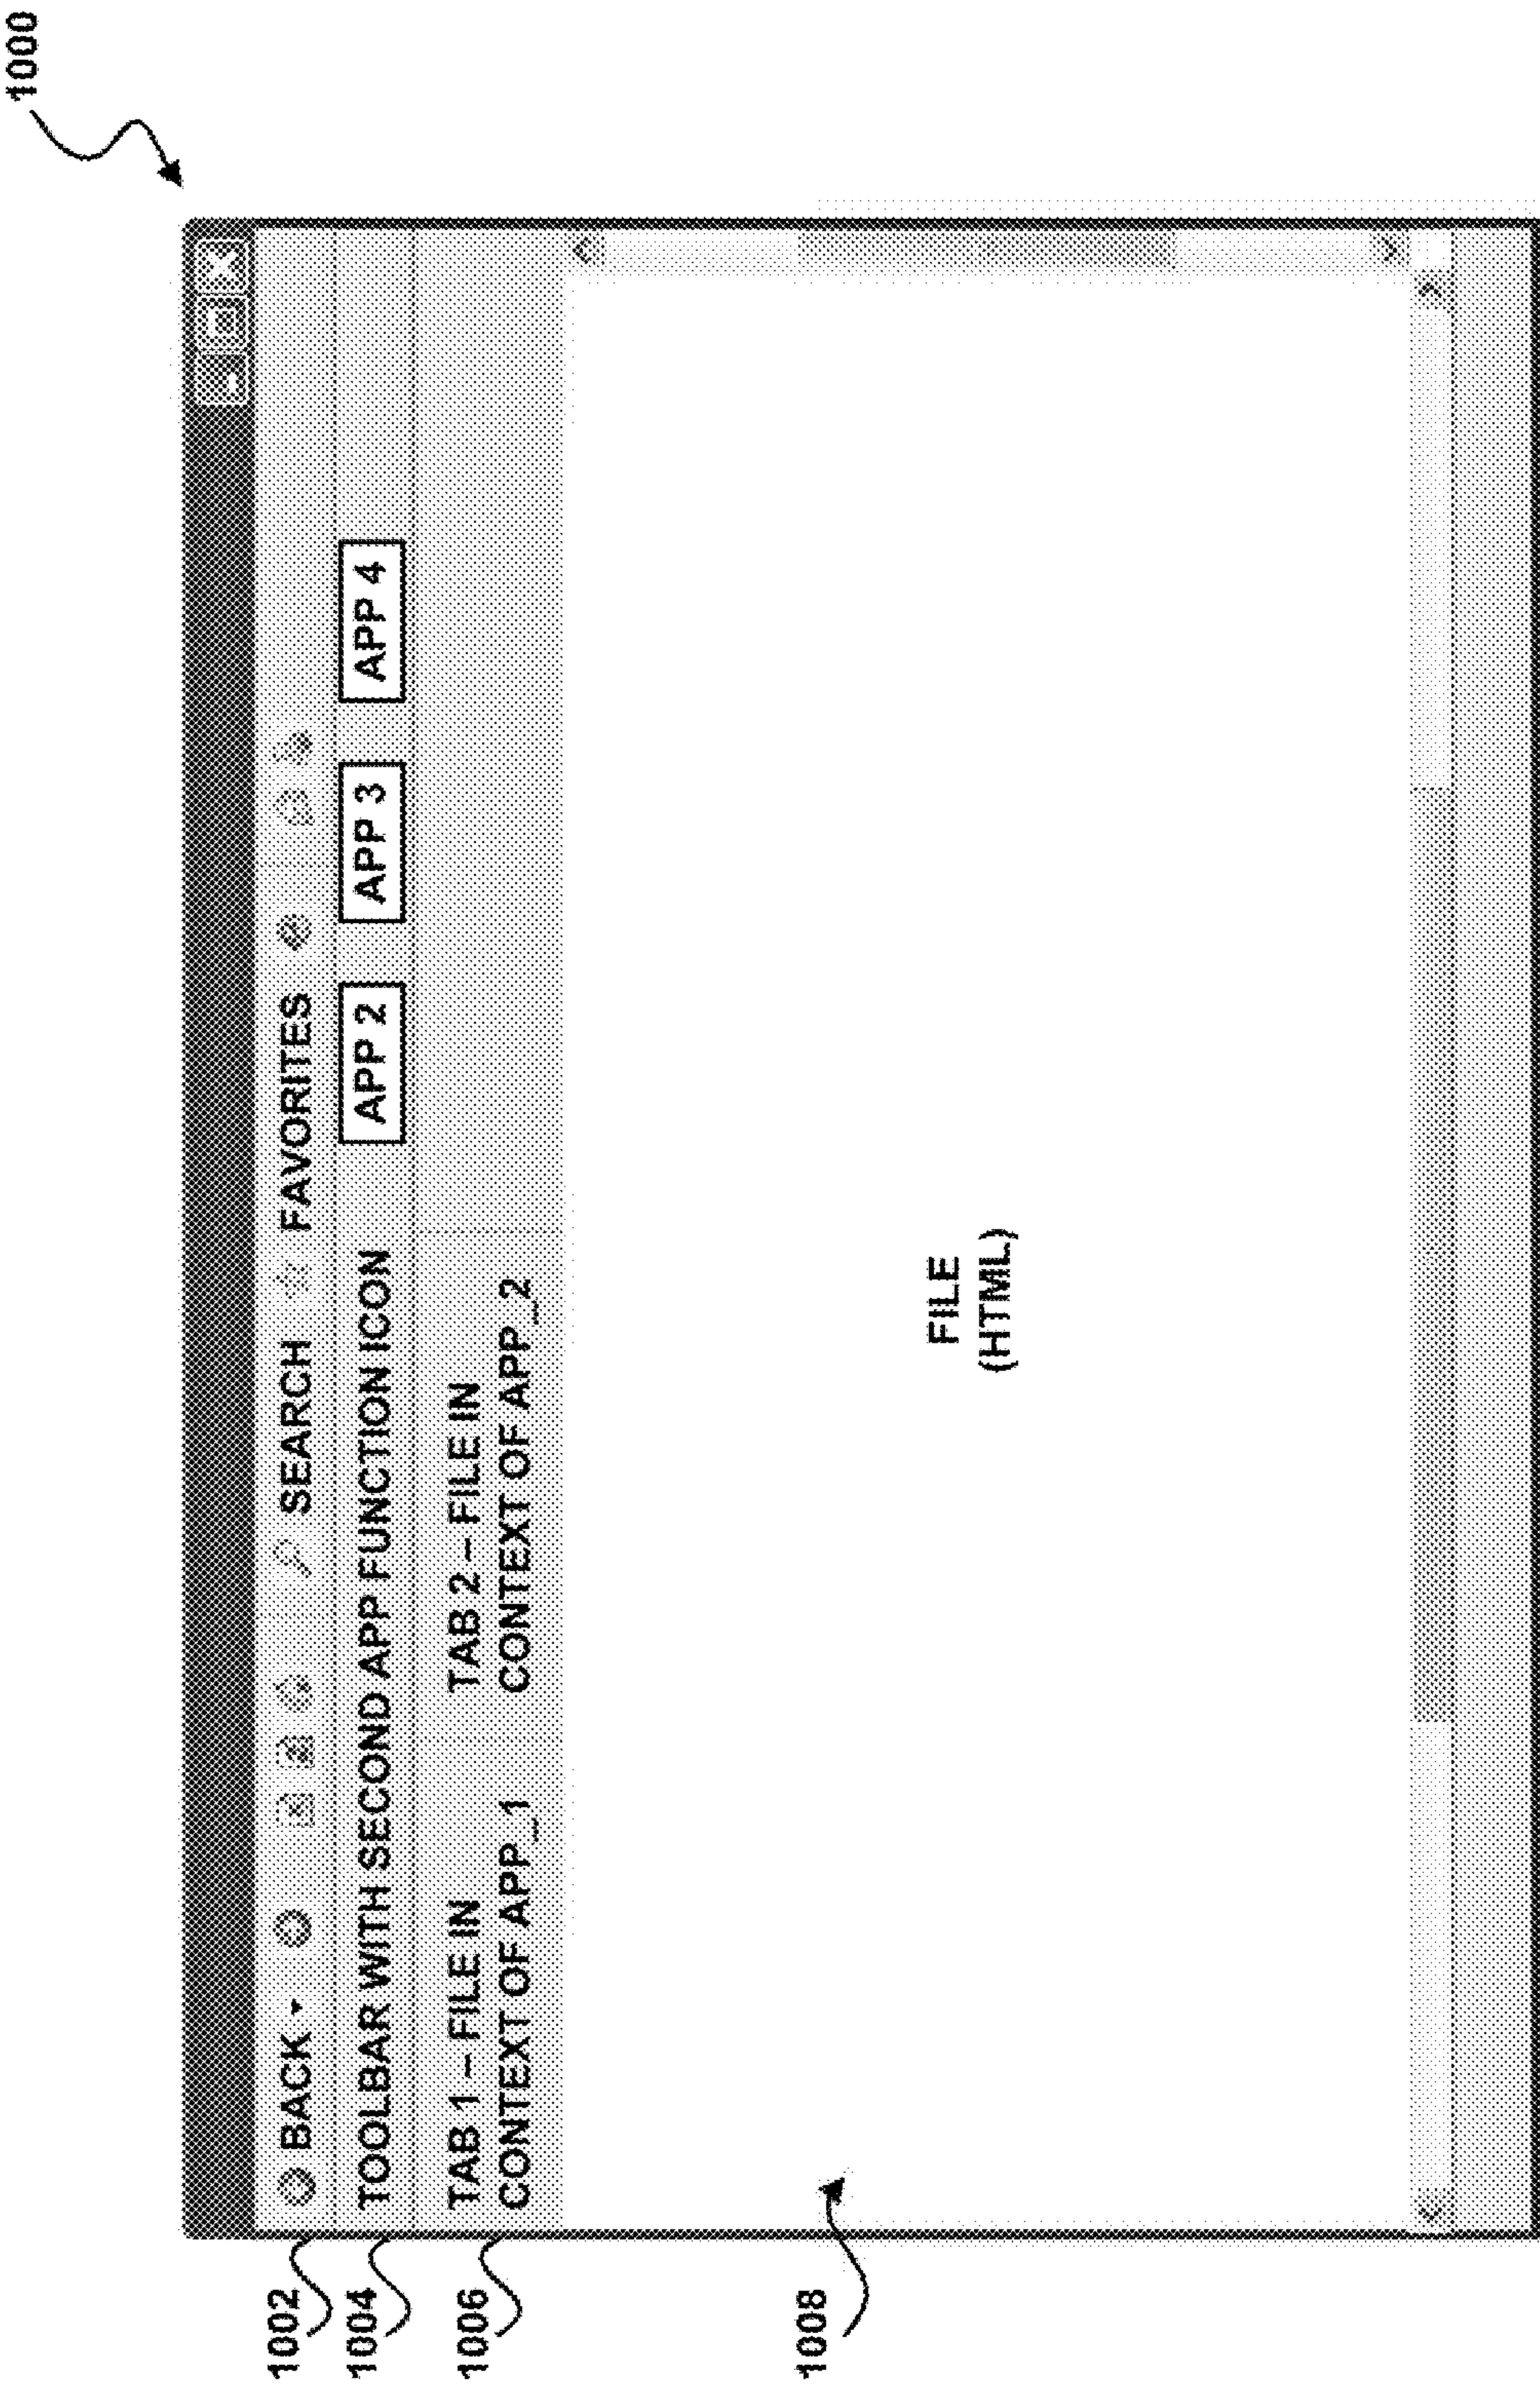 1000
1002
BACK SEARCH FAVORITES
1004
TOOLBAR WITH SECOND APP FUNCTION ICON APP 2 APP 3 APP 4
1006
TAB 1 – FILE IN
CONTEXT OF APP_1
TAB 2 – FILE IN
CONTEXT OF APP_2
1008
FILE
(HTML)